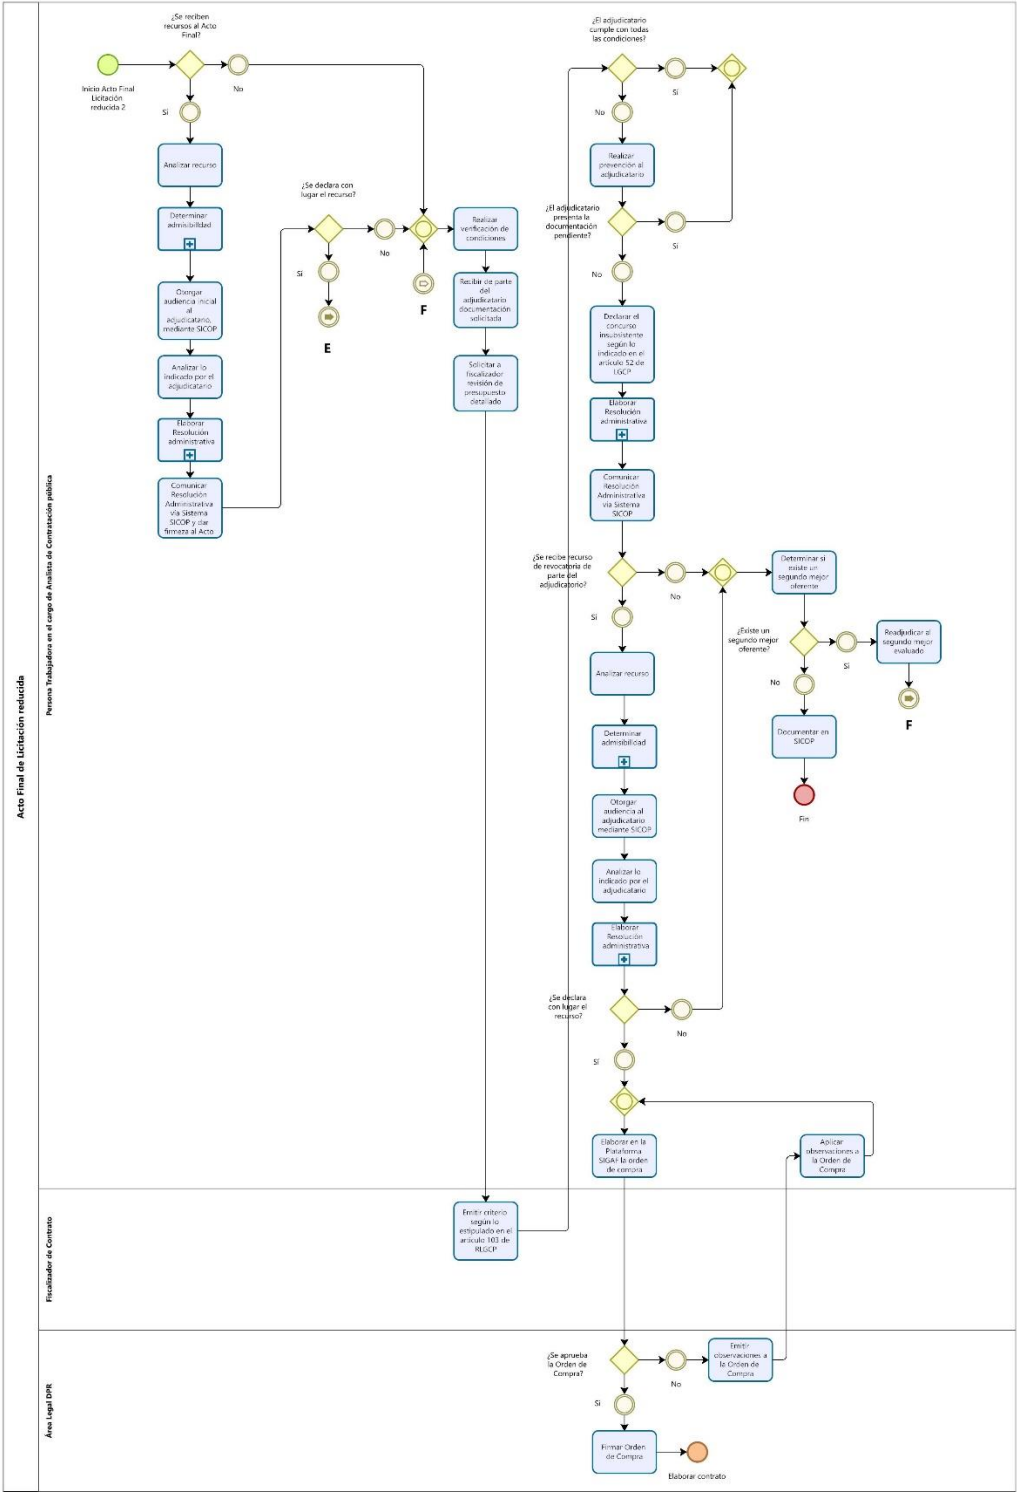 Acto Final de Licitación reducida
Persona Trabajadora en el cargo de Analista de Contratación pública
¿Se reciben
recursos al Acto
Final?
Inicio Acto Final
Licitación
reducida 2
No
Sí
Analizar recurso
Determinar
admisibilidad
Otorgar
audiencia inicial
al
adjudicatario,
mediante SICOP
Analizar lo
indicado por el
adjudicatario
Elaborar
Resolución
administrativa
Comunicar
Resolución
Administrativa
vía Sistema
SICOP y dar
firmeza al Acto
¿Se declara con
lugar el recurso?
No
Sí
E
F
Realizar
verificación de
condiciones
Recibir de parte
del
adjudicatario
documentación
solicitada
Solicitar a
fiscalizador
revisión de
presupuesto
detallado
¿El adjudicatario
cumple con todas
las condiciones?
Sí
No
Realizar
prevención al
adjudicatario
¿El adjudicatario
presenta la
documentación
pendiente?
Sí
No
Declarar el
concurso
insubsistente
según lo
indicado en el
artículo 52 de
LGCP
Elaborar
Resolución
administrativa
Comunicar
Resolución
Administrativa
vía Sistema
SICOP
¿Se recibe recurso
de revocatoria de
parte del
adjudicatario?
No
Sí
Determinar si
existe un
segundo mejor
oferente
¿Existe un
segundo mejor
oferente?
Sí
Readjudicar al
segundo mejor
evaluado
F
No
Documentar en
SICOP
Fin
Analizar recurso
Determinar
admisibilidad
Otorgar
audiencia al
adjudicatario
mediante SICOP
Analizar lo
indicado por el
adjudicatario
Elaborar
Resolución
administrativa
¿Se declara
con lugar el
recurso?
No
Sí
Elaborar en la
Plataforma
SIGAF la orden
de compra
Aplicar
observaciones a
la Orden de
Compra
Fiscalizador de Contrato
Emitir criterio
según lo
estipulado en el
artículo 103 de
RLGCP
Área Legal DPR
¿Se aprueba
la Orden de
Compra?
No
Emitir
observaciones a
la Orden de
Compra
Sí
Firmar Orden
de Compra
Elaborar contrato